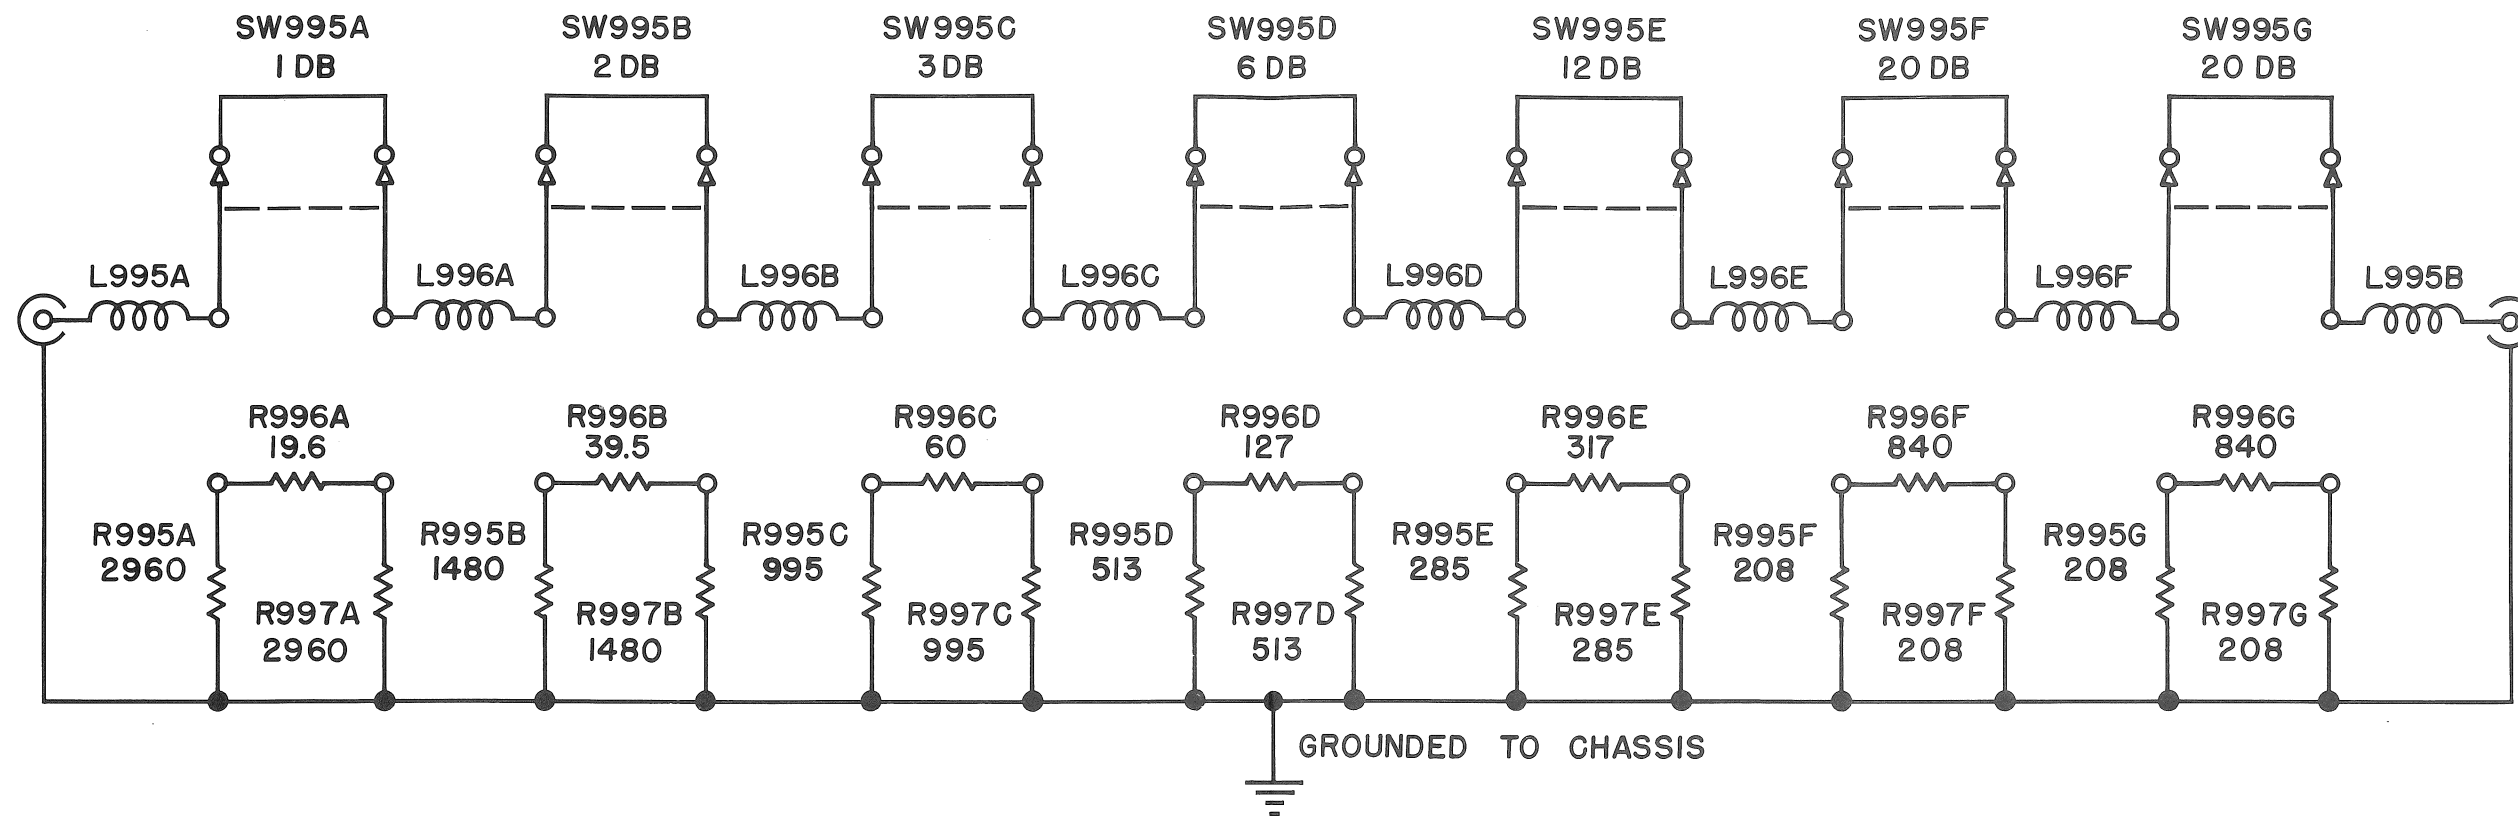 SW995A SW995B SW995C SW995D SW995E SW995F SW995G
1 DB 2 DB 3 DB 6 DB 12 DB 20 DB 20 DB
L995A L996A L996B L996C L996D L996E L996F L995B
R996A R996B R996C R996D R996E R996F R996G
19.6 39.5 60 127 317 840 840
R995A R995B R995C R995D R995E R995F R995G
2960 1480 995 513 285 208 208
R997A R997B R997C R997D R997E R997F R997G
2960 1480 995 513 285 208 208
GROUNDED TO CHASSIS